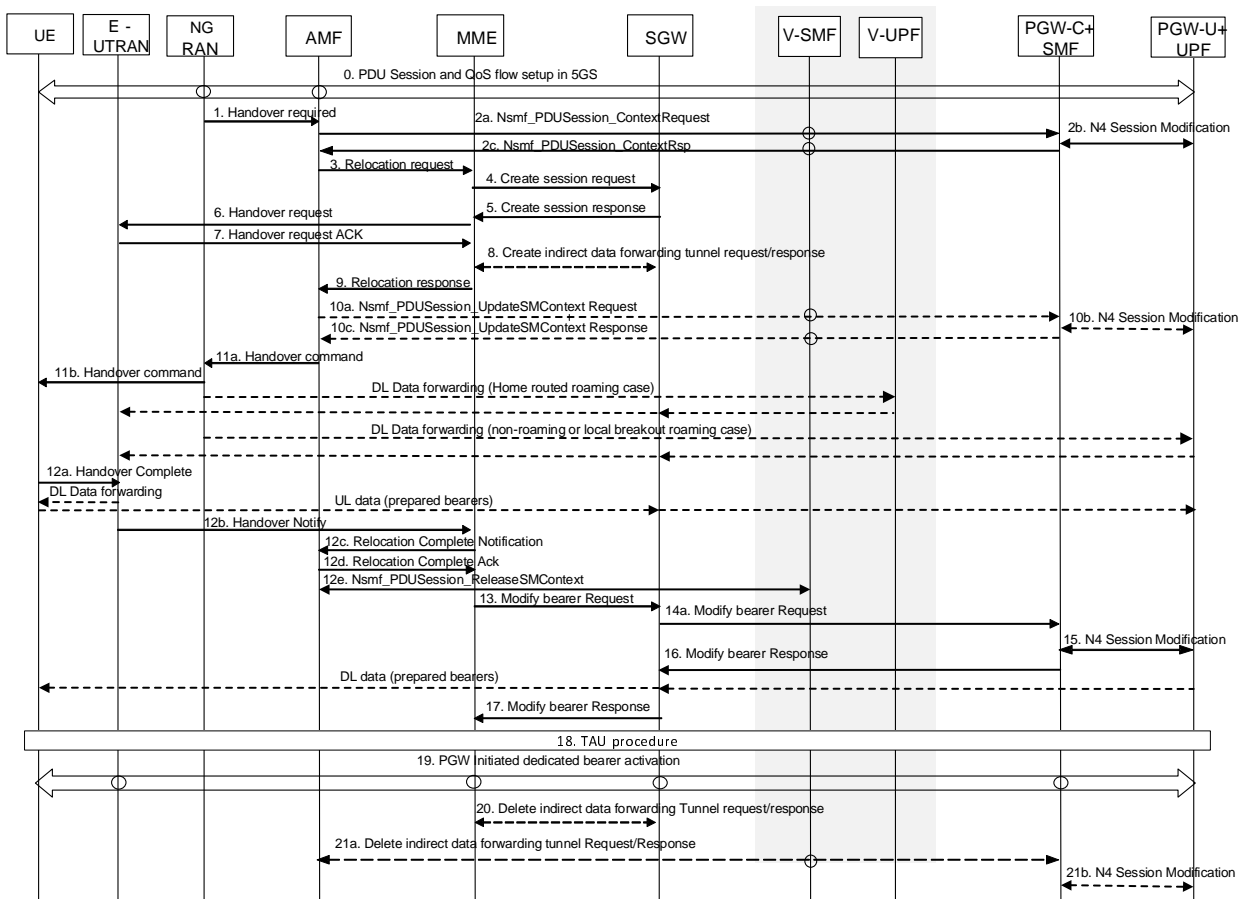 UE
E -
UTRAN
NG
RAN
AMF
MME
SGW
V-SMF
V-UPF
PGW-C+
SMF
PGW-U+
UPF
0. PDU Session and QoS flow setup in 5GS
1. Handover required
2a. Nsmf_PDUSession_ContextRequest
2b. N4 Session Modification
2c. Nsmf_PDUSession_ContextRsp
3. Relocation request
4. Create session request
5. Create session response
6. Handover request
7. Handover request ACK
8. Create indirect data forwarding tunnel request/response
9. Relocation response
10a. Nsmf_PDUSession_UpdateSMContext Request
10b. N4 Session Modification
10c. Nsmf_PDUSession_UpdateSMContext Response
11a. Handover command
11b. Handover command
DL Data forwarding (Home routed roaming case)
DL Data forwarding (non-roaming or local breakout roaming case)
12a. Handover Complete
DL Data forwarding
UL data (prepared bearers)
12b. Handover Notify
12c. Relocation Complete Notification
12d. Relocation Complete Ack
12e. Nsmf_PDUSession_ReleaseSMContext
13. Modify bearer Request
14a. Modify bearer Request
15. N4 Session Modification
16. Modify bearer Response
DL data (prepared bearers)
17. Modify bearer Response
18. TAU procedure
19. PGW Initiated dedicated bearer activation
20. Delete indirect data forwarding Tunnel request/response
21a. Delete indirect data forwarding tunnel Request/Response
21b. N4 Session Modification